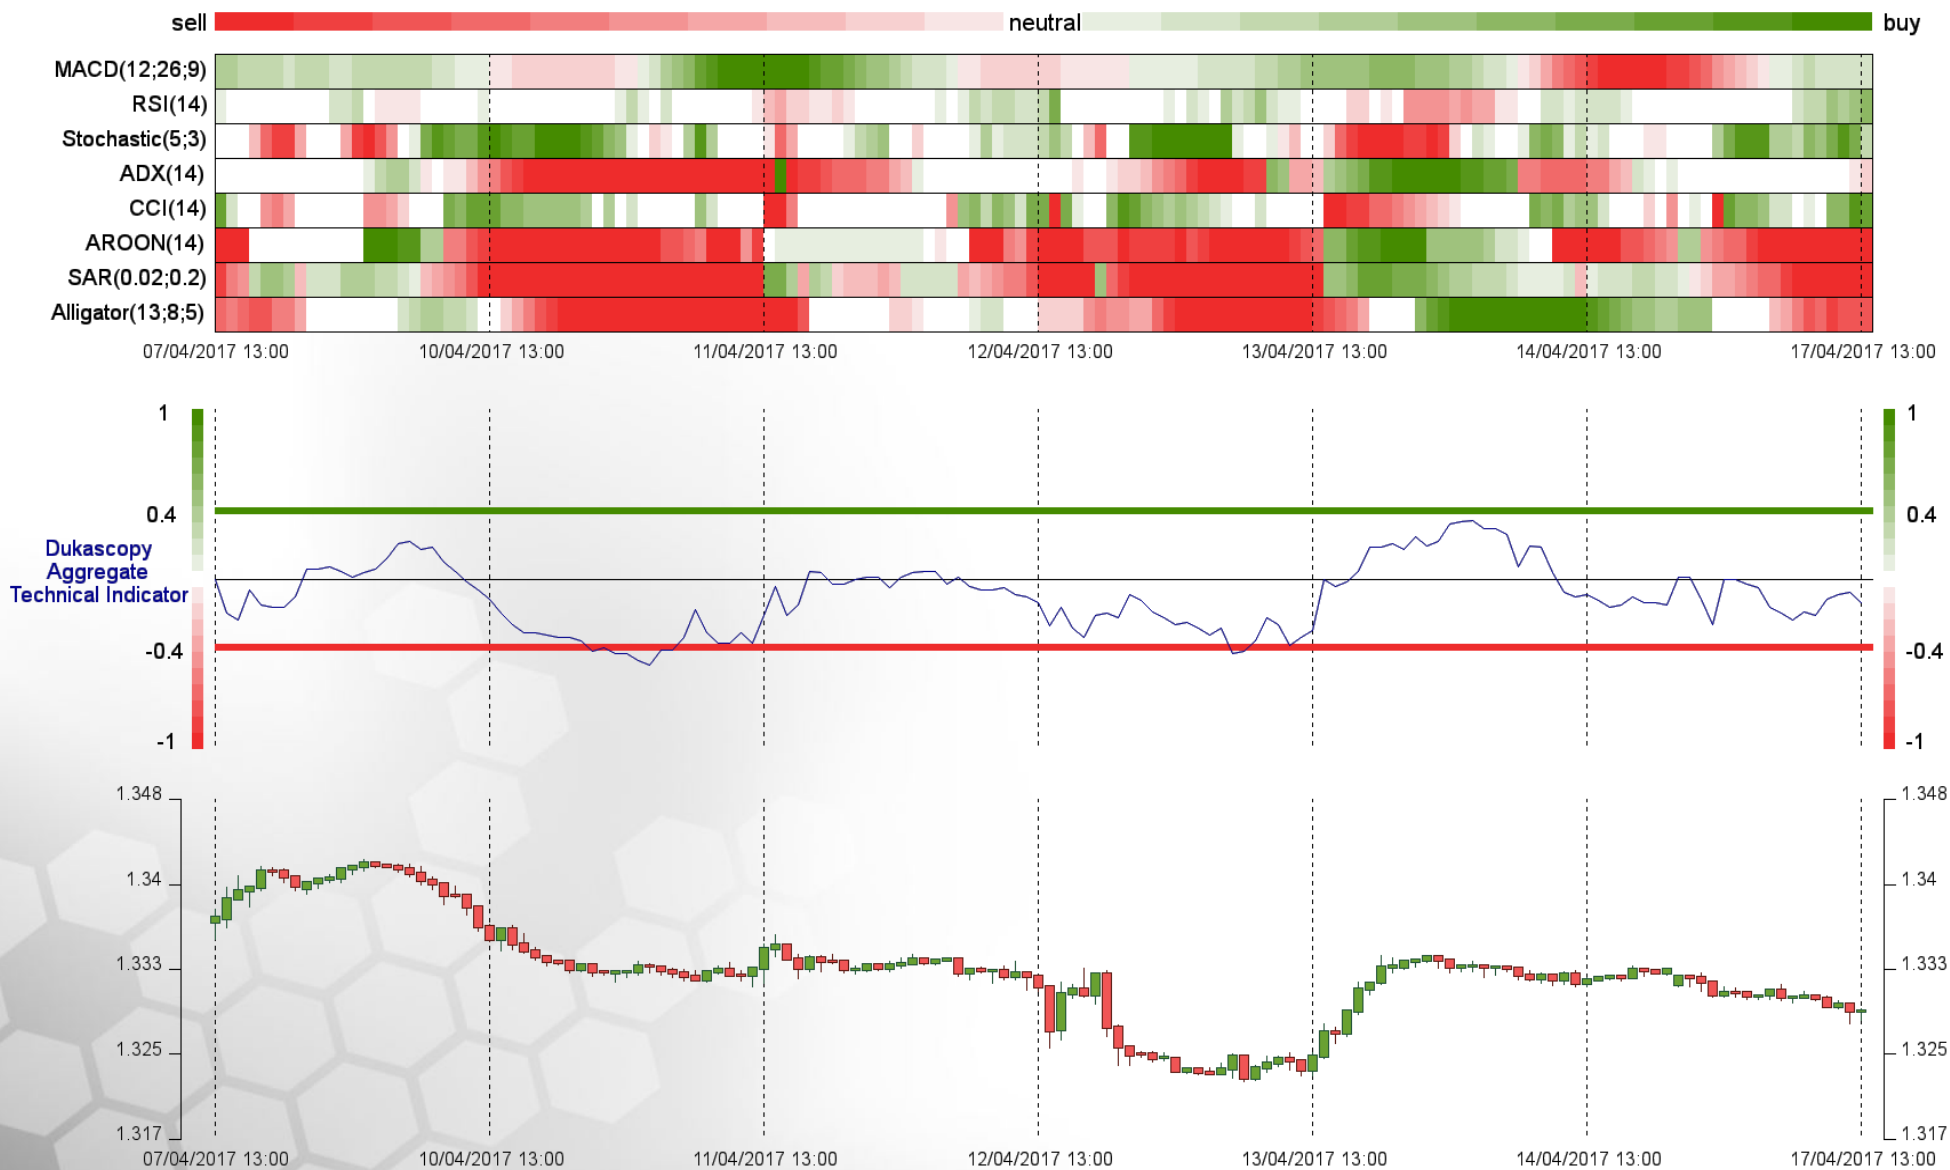 sell neutral buy
MACD(12;26;9)
RSI(14)
Stochastic(5;3)
ADX(14)
CCI(14)
AROON(14)
SAR(0.02;0.2)
Alligator(13;8;5)
07/04/2017 13:00 10/04/2017 13:00 11/04/2017 13:00 12/04/2017 13:00 13/04/2017 13:00 14/04/2017 13:00 17/04/2017 13:00
1 1
0.4 0.4
Dukascopy
Aggregate
Technical Indicator
-0.4 -0.4
-1 -1
1.348 1.348
1.34 1.34
1.333 1.333
1.325 1.325
1.317 1.317
07/04/2017 13:00 10/04/2017 13:00 11/04/2017 13:00 12/04/2017 13:00 13/04/2017 13:00 14/04/2017 13:00 17/04/2017 13:00